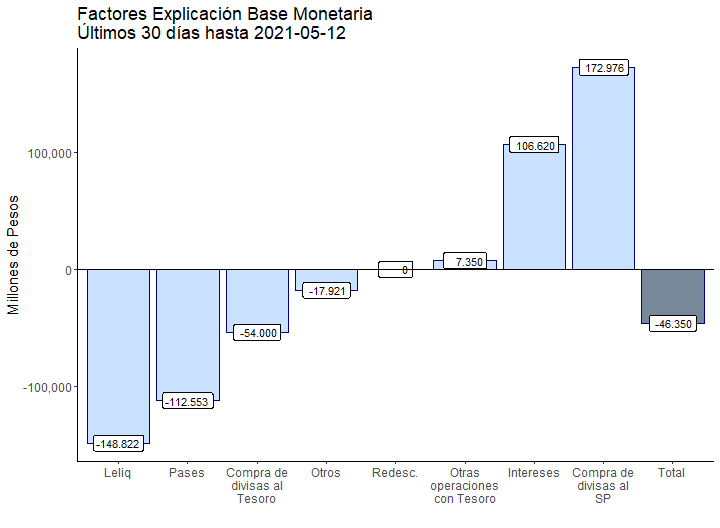 Factores Explicación Base Monetaria
Últimos 30 días hasta 2021-05-12
Millones de Pesos
100,000
0
-100,000
-148.822
-112.553
-54.000
-17.921
0
7.350
106.620
172.976
-46.350
Leliq
Pases
Compra de
divisas al
Tesoro
Otros
Redesc.
Otras
operaciones
con Tesoro
Intereses
Compra de
divisas al
SP
Total